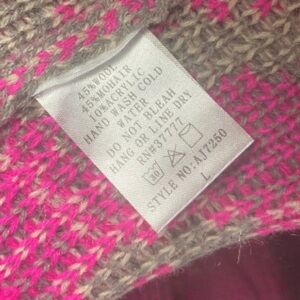 45%WOOL
45%MOHAIR
10%ACRYLIC
HAND WASH COLD
WATER
DO NOT BLEAH
HANG OR LINE DRY
RN#37777
STYLE NO:AJ7250
L